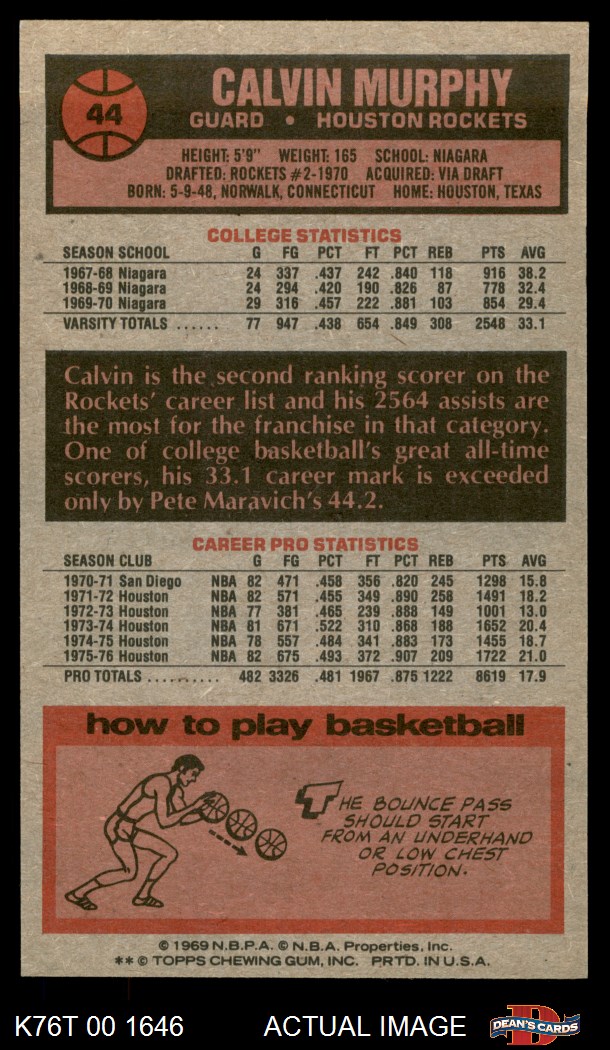 44
CALVIN MURPHY
GUARD • HOUSTON ROCKETS
HEIGHT: 5'9" WEIGHT: 165 SCHOOL: NIAGARA
DRAFTED: ROCKETS #2-1970 ACQUIRED: VIA DRAFT
BORN: 5-9-48, NORWALK, CONNECTICUT HOME: HOUSTON, TEXAS
COLLEGE STATISTICS
SEASON SCHOOL G FG PCT FT PCT REB PTS AVG
1967-68 Niagara 24 337 .437 242 .840 118 916 38.2
1968-69 Niagara 24 294 .420 190 .826 87 778 32.4
1969-70 Niagara 29 316 .457 222 .881 103 854 29.4
VARSITY TOTALS ...... 77 947 .438 654 .849 308 2548 33.1
Calvin is the second ranking scorer on the
Rockets' career list and his 2564 assists are
the most for the franchise in that category.
One of college basketball's great all-time
scorers, his 33.1 career mark is exceeded
only by Pete Maravich's 44.2.
CAREER PRO STATISTICS
SEASON CLUB G FG PCT FT PCT REB PTS AVG
1970-71 San Diego NBA 82 471 .458 356 .820 245 1298 15.8
1971-72 Houston NBA 82 571 .455 349 .890 258 1491 18.2
1972-73 Houston NBA 77 381 .465 239 .888 149 1001 13.0
1973-74 Houston NBA 81 671 .522 310 .868 188 1652 20.4
1974-75 Houston NBA 78 557 .484 341 .883 173 1455 18.7
1975-76 Houston NBA 82 675 .493 372 .907 209 1722 21.0
PRO TOTALS .......... 482 3326 .481 1967 .875 1222 8619 17.9
how to play basketball
THE BOUNCE PASS
SHOULD START
FROM AN UNDERHAND
OR LOW CHEST
POSITION.
© 1969 N.B.P.A. © N.B.A. Properties, Inc.
** © TOPPS CHEWING GUM, INC. PRTD. IN U.S.A.
K76T 00 1646 ACTUAL IMAGE D DEAN'S CARDS